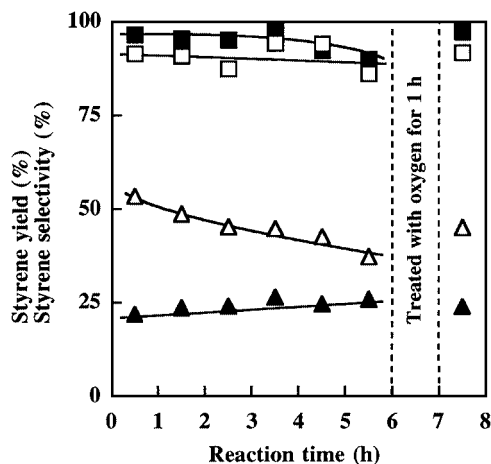 100
75
50
25
0
Styrene yield (%)
Styrene selectivity (%)
Treated with oxygen for 1 h
0 1 2 3 4 5 6 7 8
Reaction time (h)